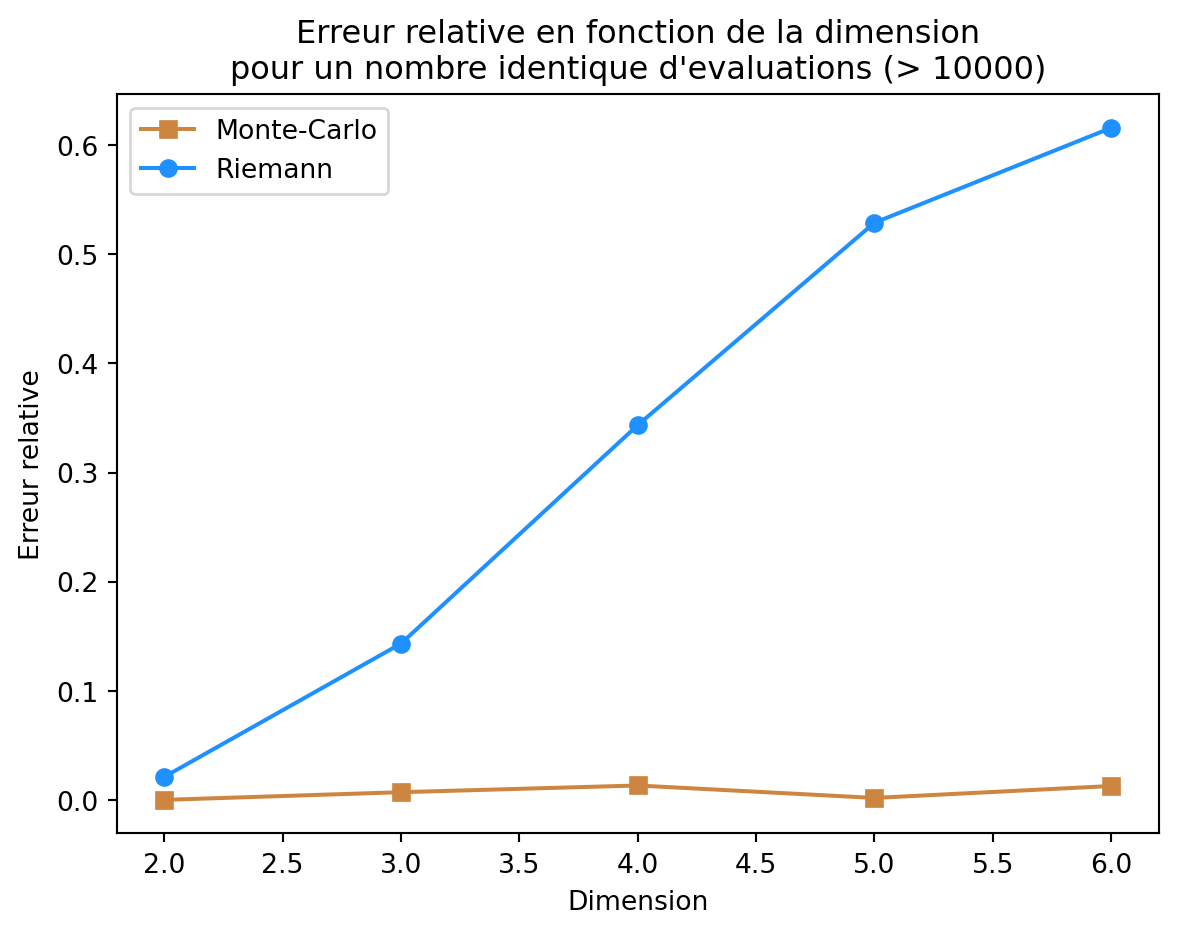 Erreur relative en fonction de la dimension
pour un nombre identique d'evaluations (> 10000)
Monte-Carlo
Riemann
Erreur relative
0.6
0.5
0.4
0.3
0.2
0.1
0.0
2.0 2.5 3.0 3.5 4.0 4.5 5.0 5.5 6.0
Dimension